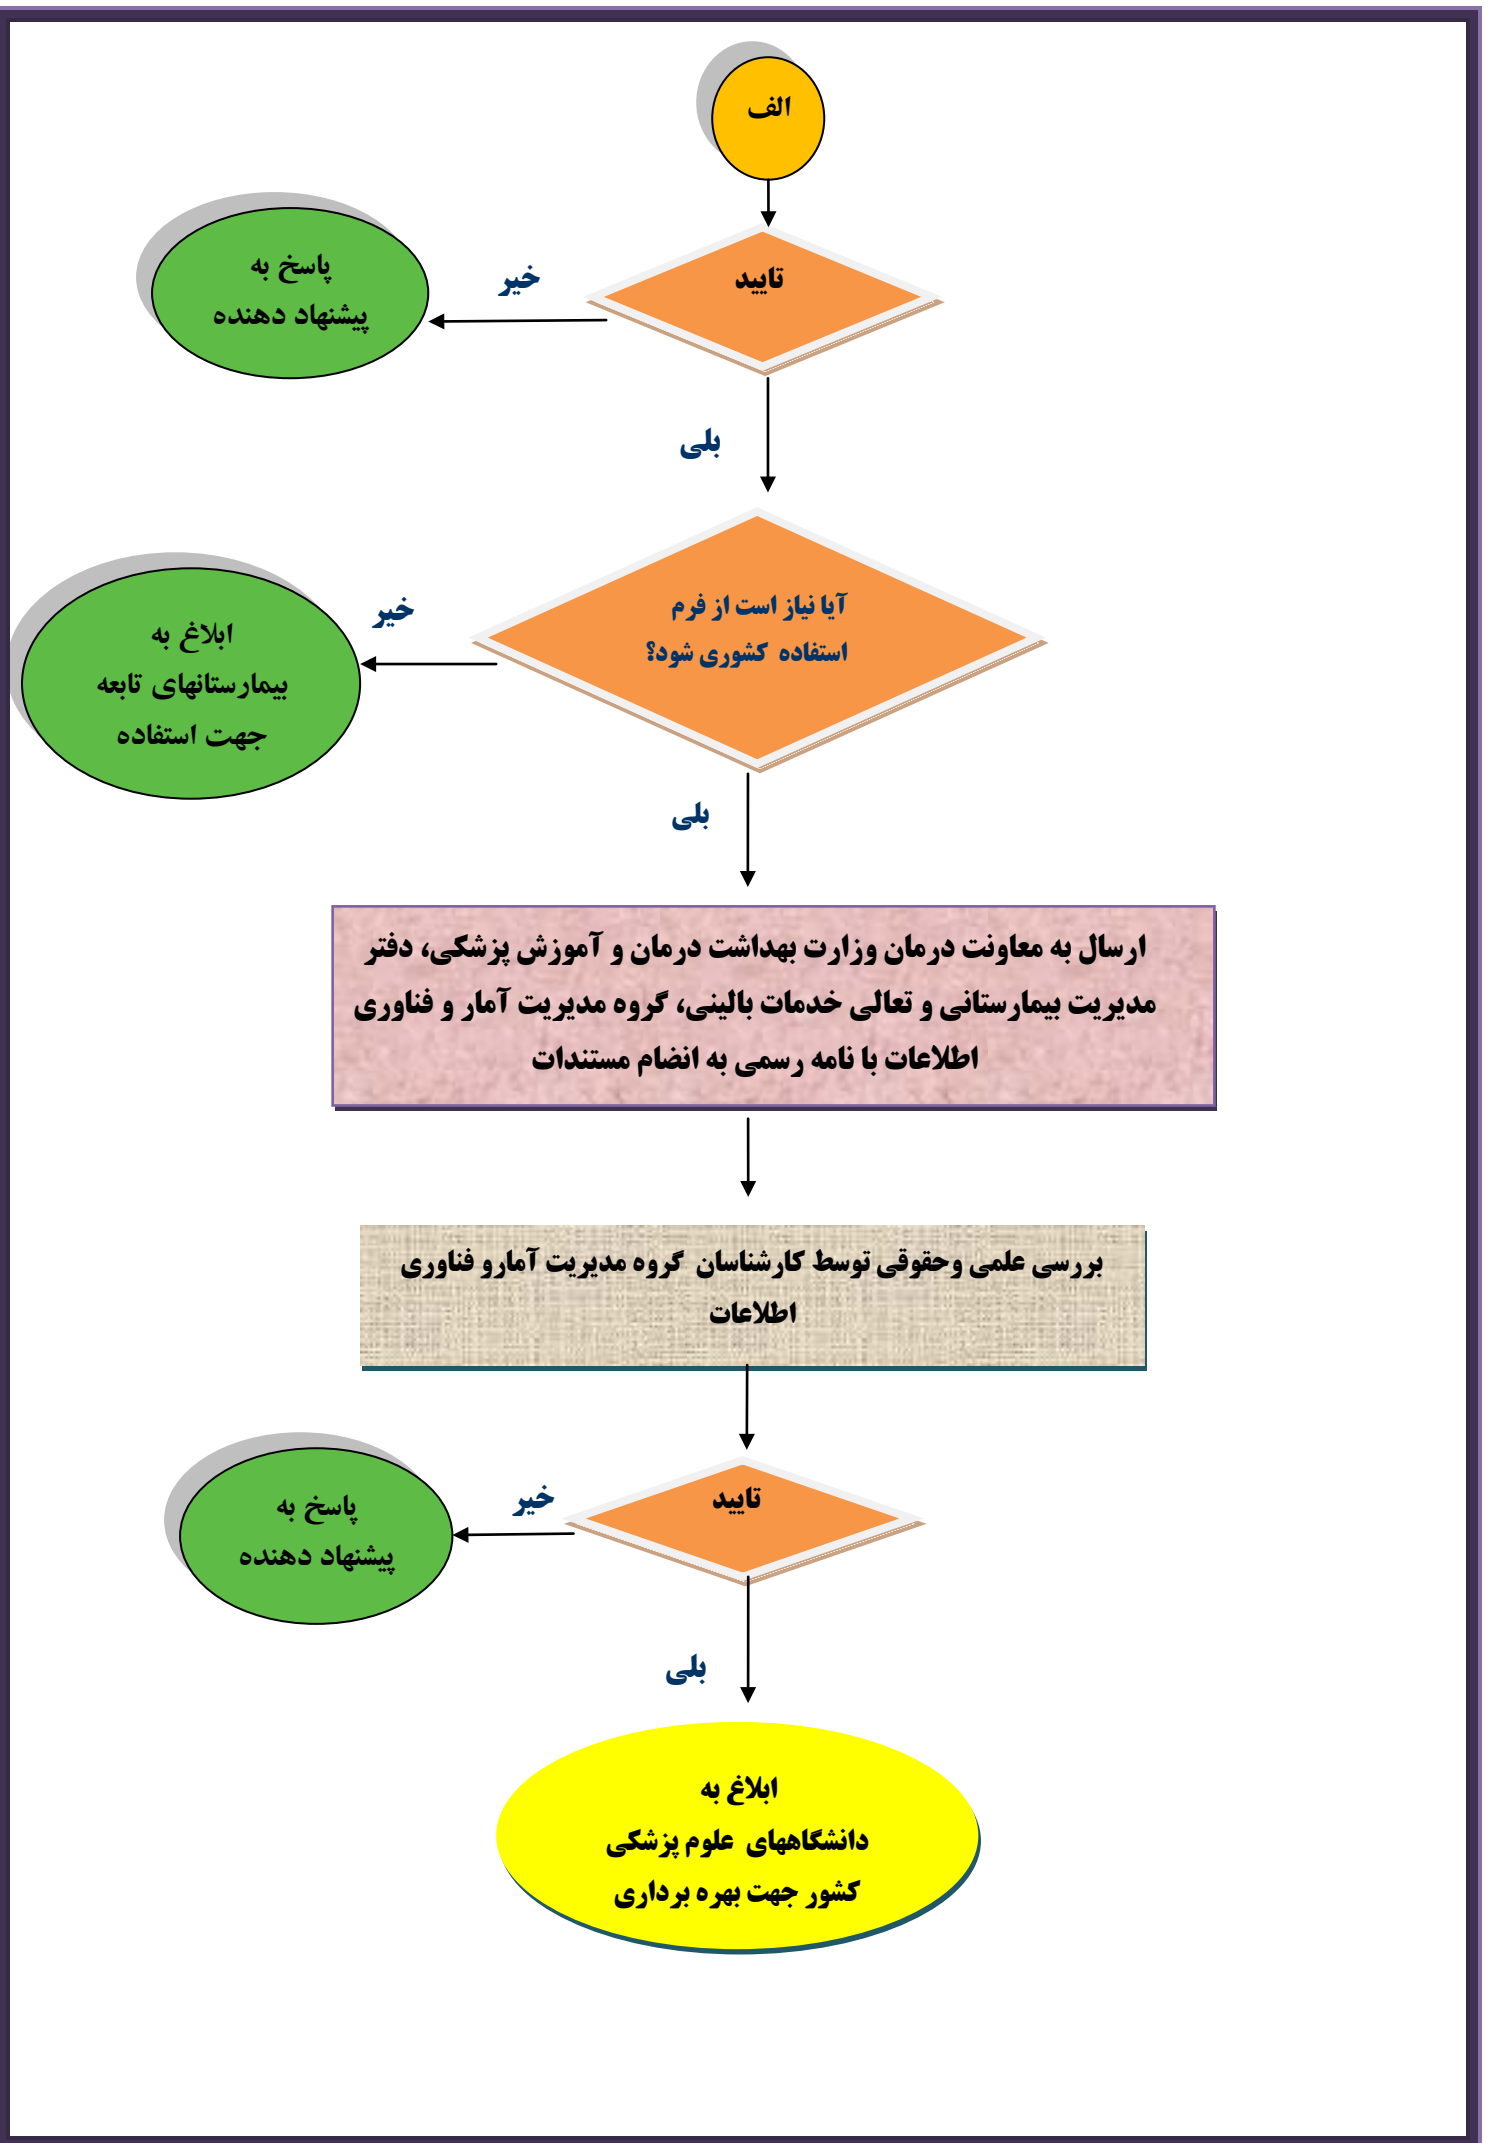 الف
تایید
خیر
پاسخ به
پیشنهاد دهنده
بلی
آیا نیاز است از فرم
استفاده کشوری شود؟
خیر
ابلاغ به
بیمارستانهای تابعه
جهت استفاده
بلی
ارسال به معاونت درمان وزارت بهداشت درمان و آموزش پزشکی، دفتر
مدیریت بیمارستانی و تعالی خدمات بالینی، گروه مدیریت آمار و فناوری
اطلاعات با نامه رسمی به انضام مستندات
بررسی علمی وحقوقی توسط کارشناسان گروه مدیریت آمارو فناوری
اطلاعات
تایید
خیر
پاسخ به
پیشنهاد دهنده
بلی
ابلاغ به
دانشگاههای علوم پزشکی
کشور جهت بهره برداری